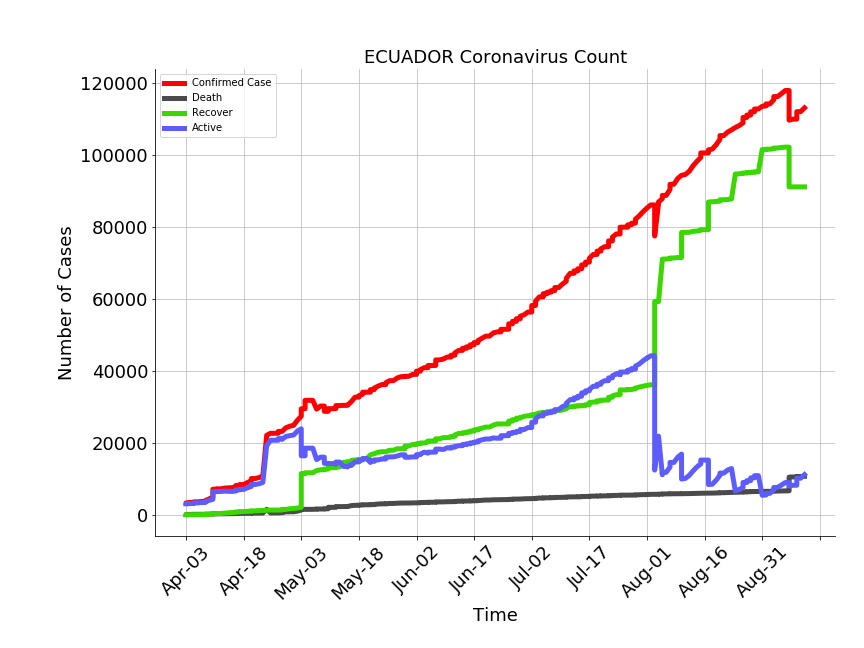 ECUADOR Coronavirus Count
Confirmed Case
Death
Recover
Active
Number of Cases
120000
100000
80000
60000
40000
20000
0
Apr-03
Apr-18
May-03
May-18
Jun-02
Jun-17
Jul-02
Jul-17
Aug-01
Aug-16
Aug-31
Time